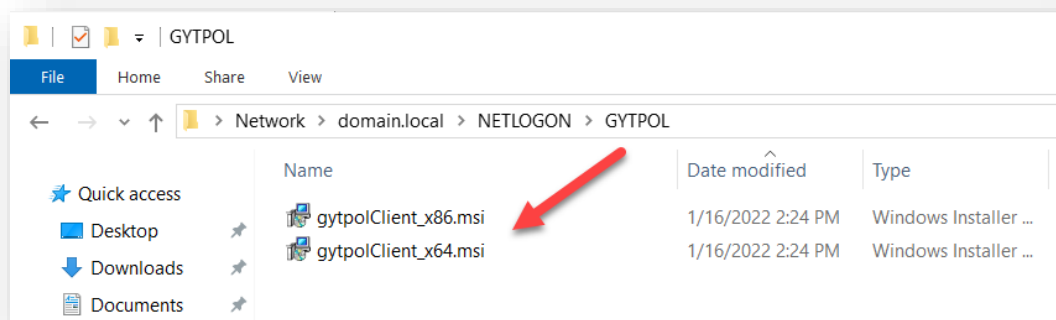 GYTPOL
File Home Share View
Network > domain.local > NETLOGON > GYTPOL
Name Date modified Type
Quick access
gytpolClient_x86.msi 1/16/2022 2:24 PM Windows Installer ...
Desktop
gytpolClient_x64.msi 1/16/2022 2:24 PM Windows Installer ...
Downloads
Documents